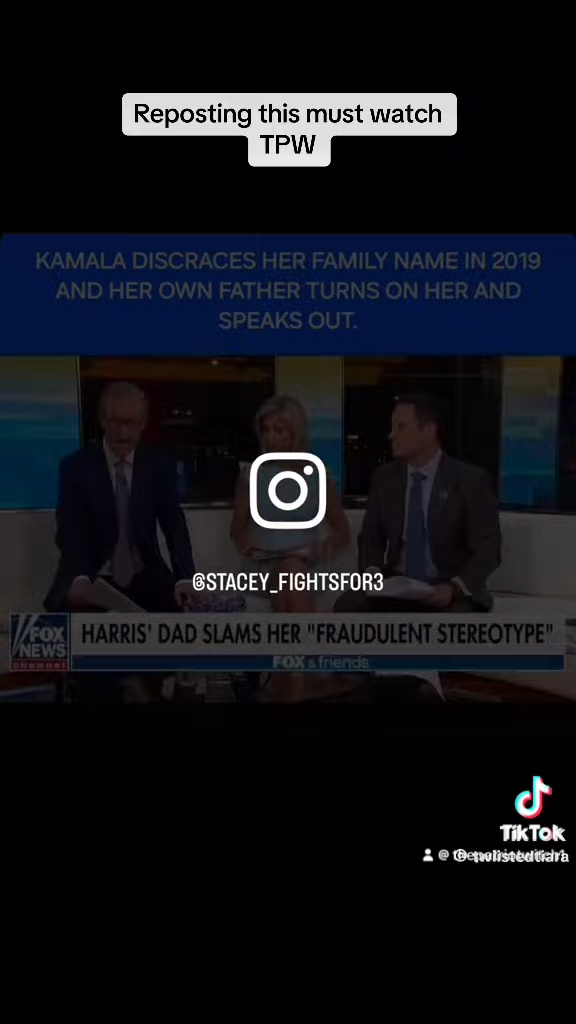 Reposting this must watch
TPW
KAMALA DISCRACES HER FAMILY NAME IN 2019
AND HER OWN FATHER TURNS ON HER AND
SPEAKS OUT.
@STACEY_FIGHTSFOR3
FOX
NEWS
channel
HARRIS' DAD SLAMS HER "FRAUDULENT STEREOTYPE"
FOX & friends
TikTok